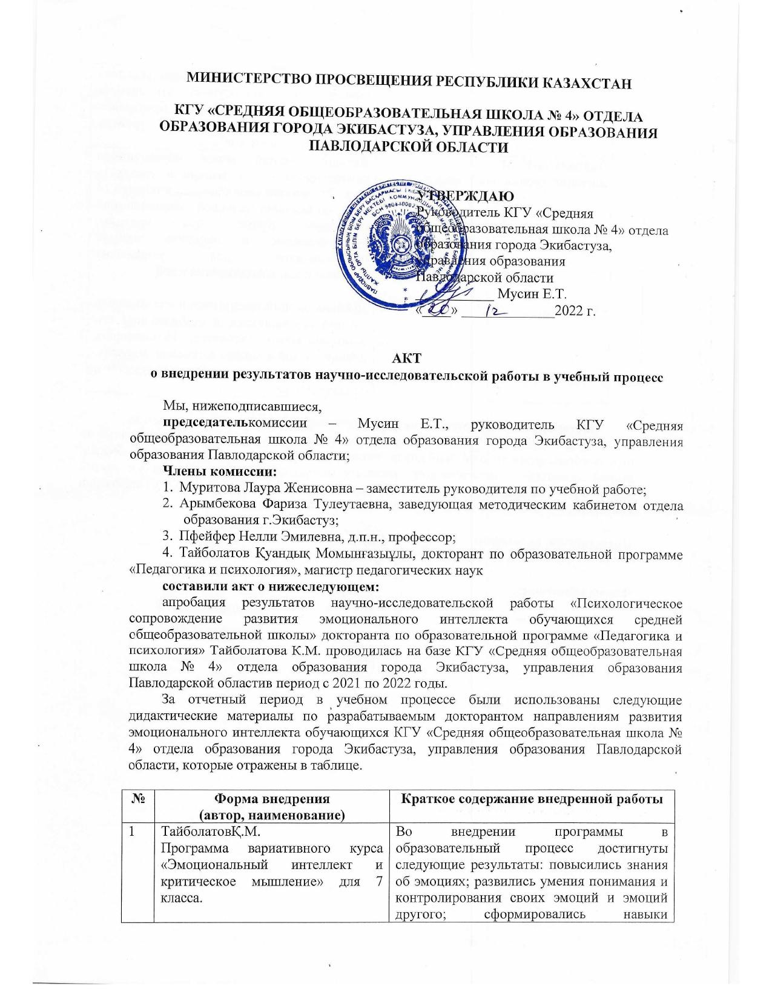 МИНИСТЕРСТВО ПРОСВЕЩЕНИЯ РЕСПУБЛИКИ КАЗАХСТАН
КГУ «СРЕДНЯЯ ОБЩЕОБРАЗОВАТЕЛЬНАЯ ШКОЛА № 4» ОТДЕЛА
ОБРАЗОВАНИЯ ГОРОДА ЭКИБАСТУЗА, УПРАВЛЕНИЯ ОБРАЗОВАНИЯ
ПАВЛОДАРСКОЙ ОБЛАСТИ
УТВЕРЖДАЮ
Руководитель КГУ «Средняя
общеобразовательная школа № 4» отдела
образования города Экибастуза,
управления образования
Павлодарской области
___________ Мусин Е.Т.
«20» 12 2022 г.
АКТ
о внедрении результатов научно-исследовательской работы в учебный процесс
Мы, нижеподписавшиеся,
председателькомиссии – Мусин Е.Т., руководитель КГУ «Средняя
общеобразовательная школа № 4» отдела образования города Экибастуза, управления
образования Павлодарской области;
Члены комиссии:
1. Муритова Лаура Женисовна – заместитель руководителя по учебной работе;
2. Арымбекова Фариза Тулеутаевна, заведующая методическим кабинетом отдела
образования г.Экибастуз;
3. Пфейфер Нелли Эмилевна, д.п.н., профессор;
4. Тайболатов Қуандық Момынғазыұлы, докторант по образовательной программе
«Педагогика и психология», магистр педагогических наук
составили акт о нижеследующем:
апробация результатов научно-исследовательской работы «Психологическое
сопровождение развития эмоционального интеллекта обучающихся средней
общеобразовательной школы» докторанта по образовательной программе «Педагогика и
психология» Тайболатова К.М. проводилась на базе КГУ «Средняя общеобразовательная
школа № 4» отдела образования города Экибастуза, управления образования
Павлодарской областив период с 2021 по 2022 годы.
За отчетный период в учебном процессе были использованы следующие
дидактические материалы по разрабатываемым докторантом направлениям развития
эмоционального интеллекта обучающихся КГУ «Средняя общеобразовательная школа №
4» отдела образования города Экибастуза, управления образования Павлодарской
области, которые отражены в таблице.
№ Форма внедрения Краткое содержание внедренной работы
(автор, наименование)
1 ТайболатовҚ.М. Во внедрении программы в
Программа вариативного курса образовательный процесс достигнуты
«Эмоциональный интеллект и следующие результаты: повысились знания
критическое мышление» для 7 об эмоциях; развились умения понимания и
класса. контролирования своих эмоций и эмоций
другого; сформировались навыки